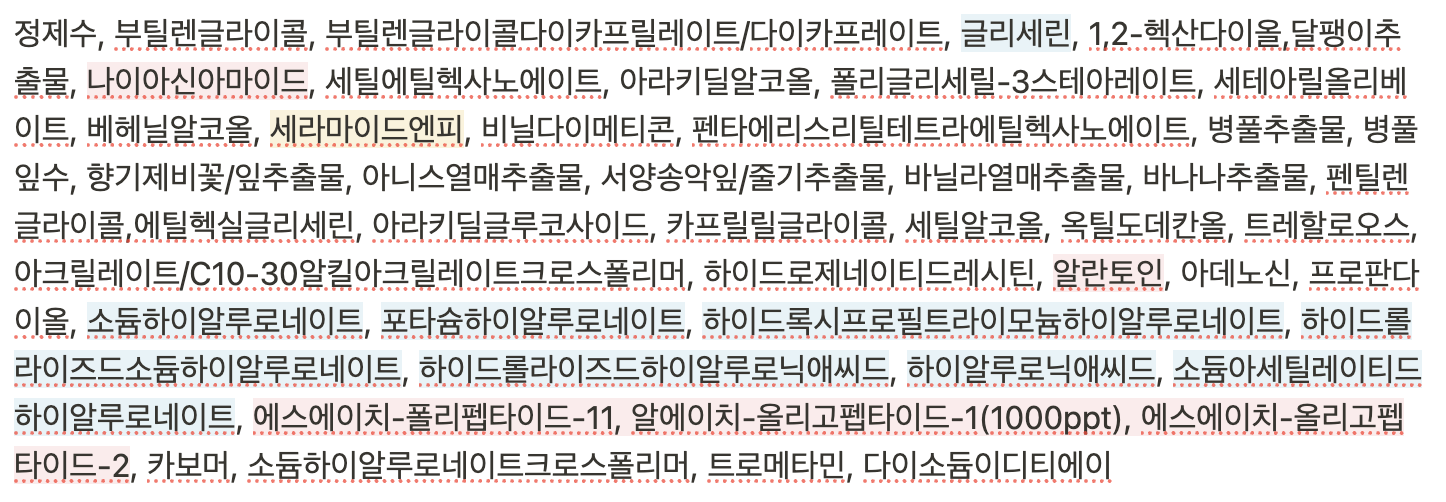 정제수, 부틸렌글라이콜, 부틸렌글라이콜다이카프릴레이트/다이카프레이트, 글리세린, 1,2-헥산다이올,달팽이추
출물, 나이아신아마이드, 세틸에틸헥사노에이트, 아라키딜알코올, 폴리글리세릴-3스테아레이트, 세테아릴올리베
이트, 베헤닐알코올, 세라마이드엔피, 비닐다이메티콘, 펜타에리스리틸테트라에틸헥사노에이트, 병풀추출물, 병풀
잎수, 향기제비꽃/잎추출물, 아니스열매추출물, 서양송악잎/줄기추출물, 바닐라열매추출물, 바나나추출물, 펜틸렌
글라이콜,에틸헥실글리세린, 아라키딜글루코사이드, 카프릴릴글라이콜, 세틸알코올, 옥틸도데칸올, 트레할로오스,
아크릴레이트/C10-30알킬아크릴레이트크로스폴리머, 하이드로제네이티드레시틴, 알란토인, 아데노신, 프로판다
이올, 소듐하이알루로네이트, 포타슘하이알루로네이트, 하이드록시프로필트라이모늄하이알루로네이트, 하이드롤
라이즈드소듐하이알루로네이트, 하이드롤라이즈드하이알루로닉애씨드, 하이알루로닉애씨드, 소듐아세틸레이티드
하이알루로네이트, 에스에이치-폴리펩타이드-11, 알에이치-올리고펩타이드-1(1000ppt), 에스에이치-올리고펩
타이드-2, 카보머, 소듐하이알루로네이트크로스폴리머, 트로메타민, 다이소듐이디티에이